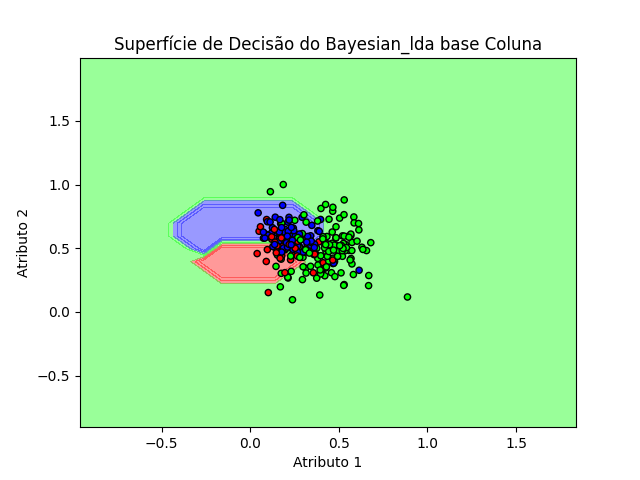 Superfície de Decisão do Bayesian_lda base Coluna
1.5
1.0
0.5
0.0
−0.5
Atributo 2
−0.5 0.0 0.5 1.0 1.5
Atributo 1